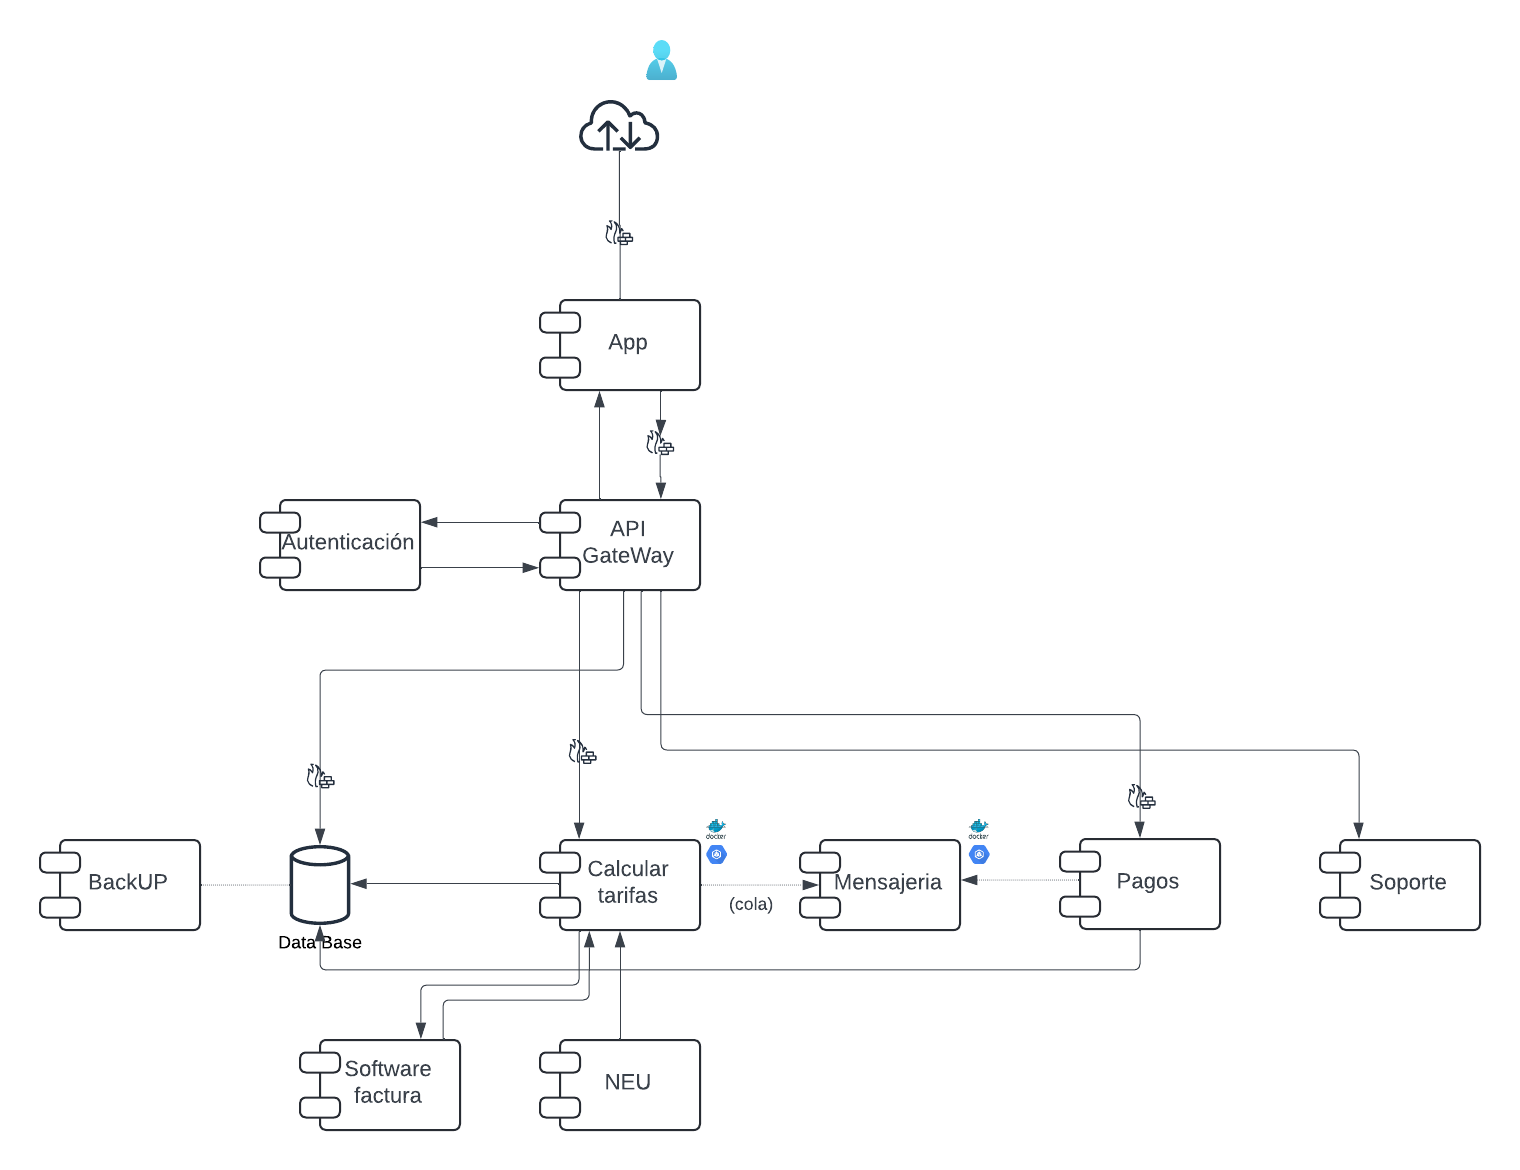 App
Autenticación
API
GateWay
docker
docker
BackUP
Calcular
tarifas
Mensajeria
Pagos
Soporte
(cola)
Data Base
Software
factura
NEU